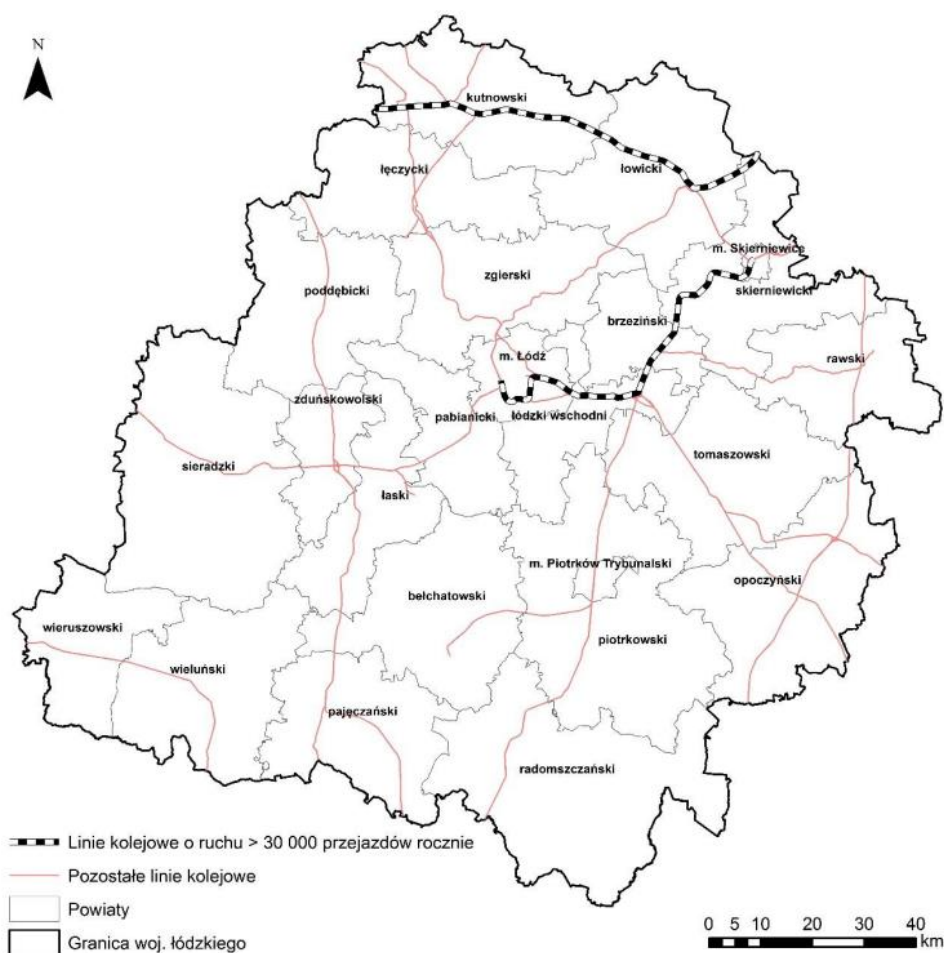 N
kutnowski
łęczycki
łowicki
m. Skierniewice
zgierski
skierniewicki
poddębicki
brzeziński
m. Łódź
rawski
zduńskowolski
pabianicki
łódzki wschodni
sieradzki
tomaszowski
łaski
m. Piotrków Trybunalski
opoczyński
bełchatowski
wieruszowski
piotrkowski
wieluński
pajęczański
radomszczański
Linie kolejowe o ruchu > 30 000 przejazdów rocznie
Pozostałe linie kolejowe
Powiaty
Granica woj. łódzkiego
0 5 10 20 30 40
km